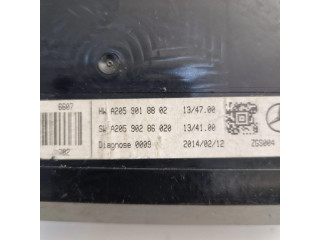 6607
HW A205 901 88 02 13/47.00
SW A205 902 86 020 13/41.00
Diagnose 0009 2014/02/12 ZGS004